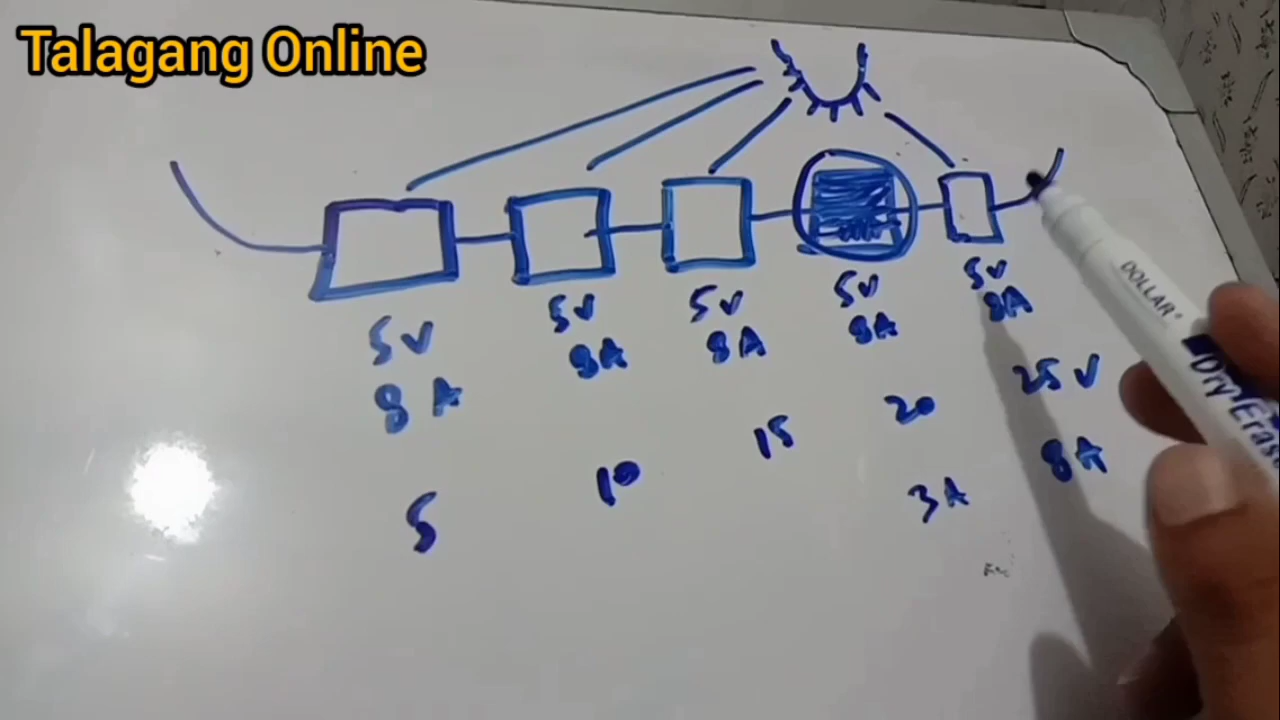 Talagang Online
5V 5V 5V 5V 5V
8A 8A 8A 8A 8A
5 10 15 20 25V
3A 8A
DOLLAR
Dry Eras